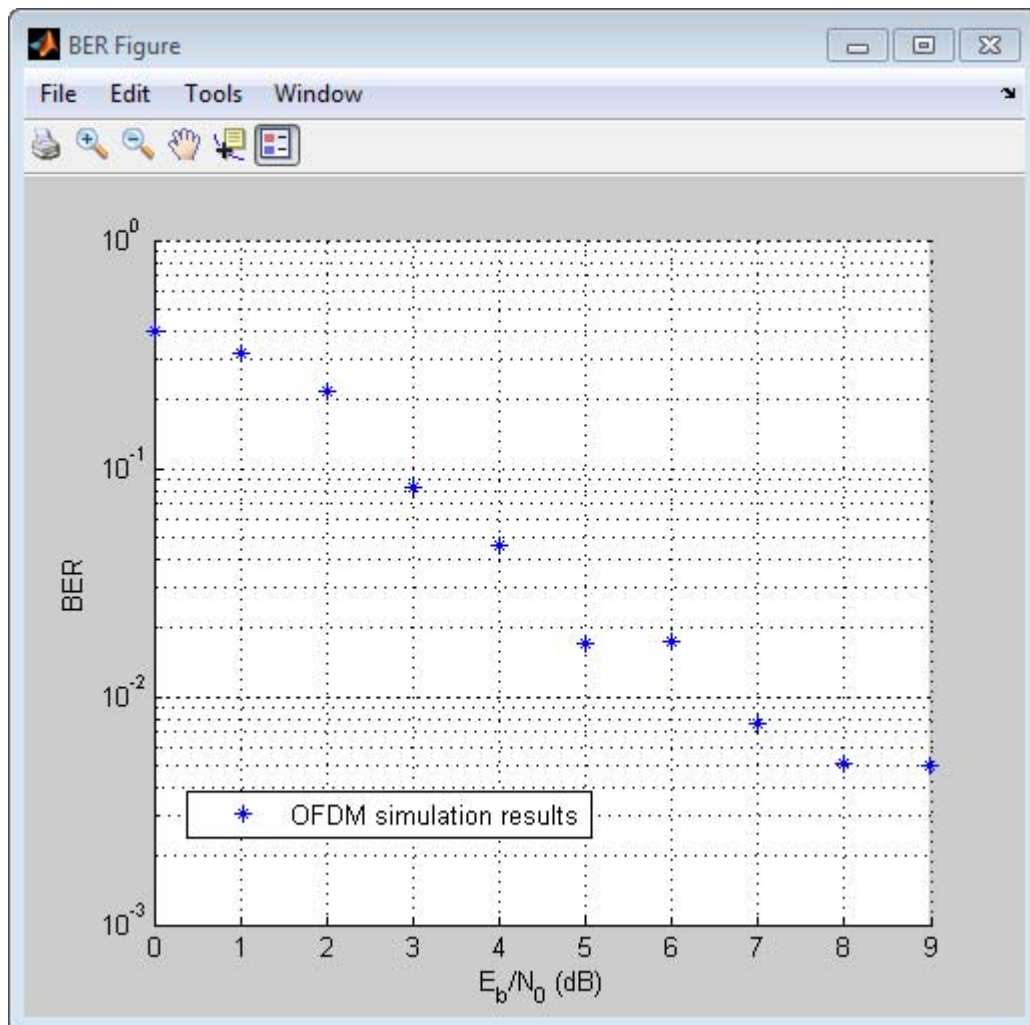 BER Figure
File Edit Tools Window
10^0
10^-1
10^-2
10^-3
BER
OFDM simulation results
0 1 2 3 4 5 6 7 8 9
E_b/N_0 (dB)